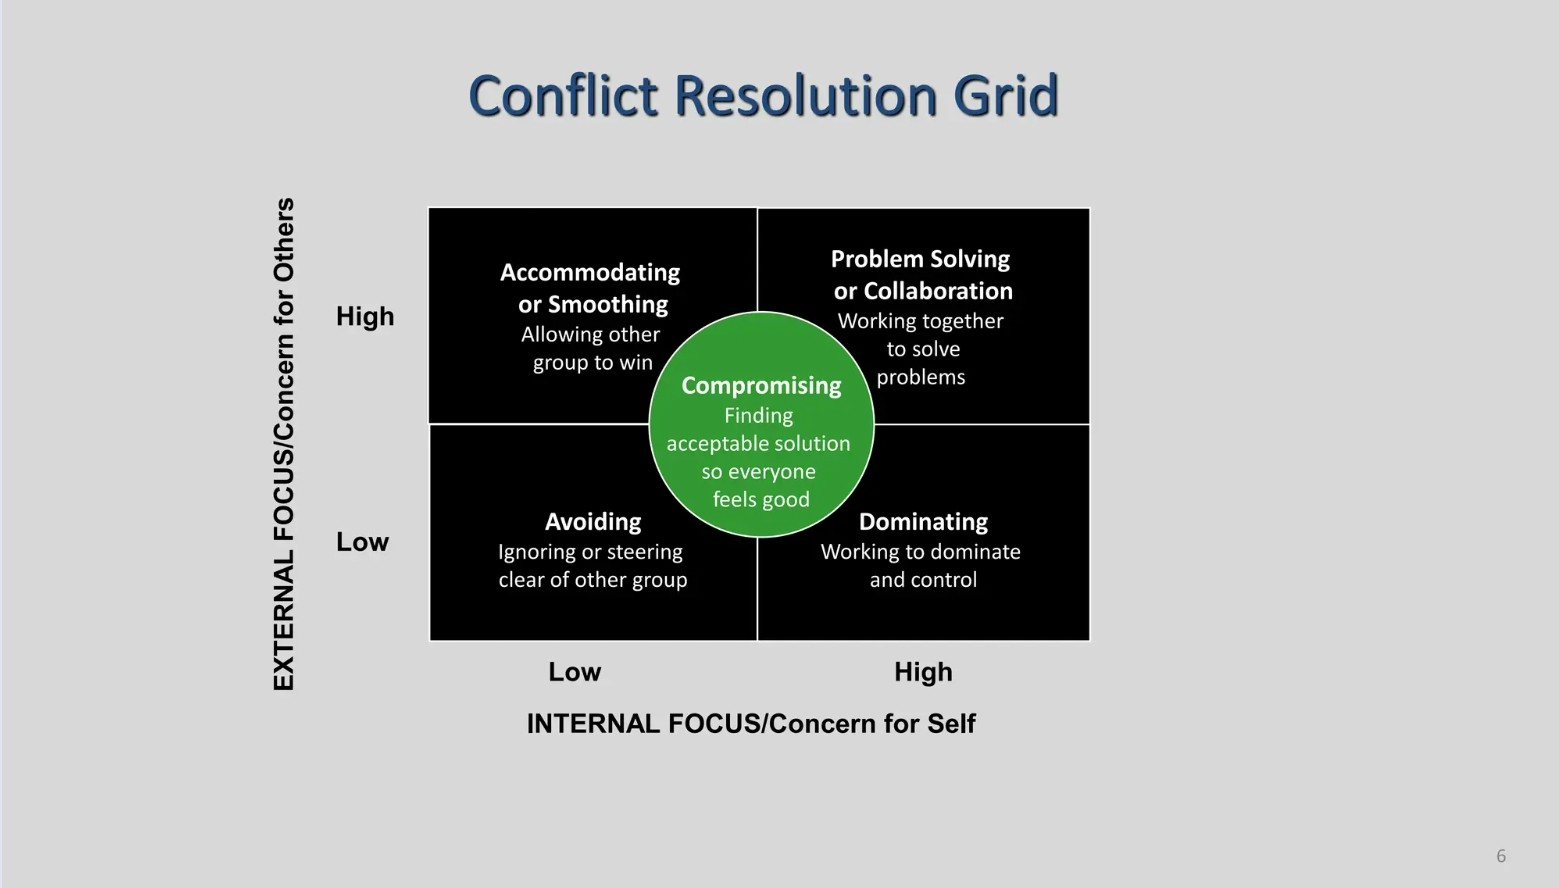 Conflict Resolution Grid
EXTERNAL FOCUS/Concern for Others
High
Accommodating
or Smoothing
Allowing other
group to win
Problem Solving
or Collaboration
Working together
to solve
problems
Compromising
Finding
acceptable solution
so everyone
feels good
Low
Avoiding
Ignoring or steering
clear of other group
Dominating
Working to dominate
and control
Low
High
INTERNAL FOCUS/Concern for Self
6